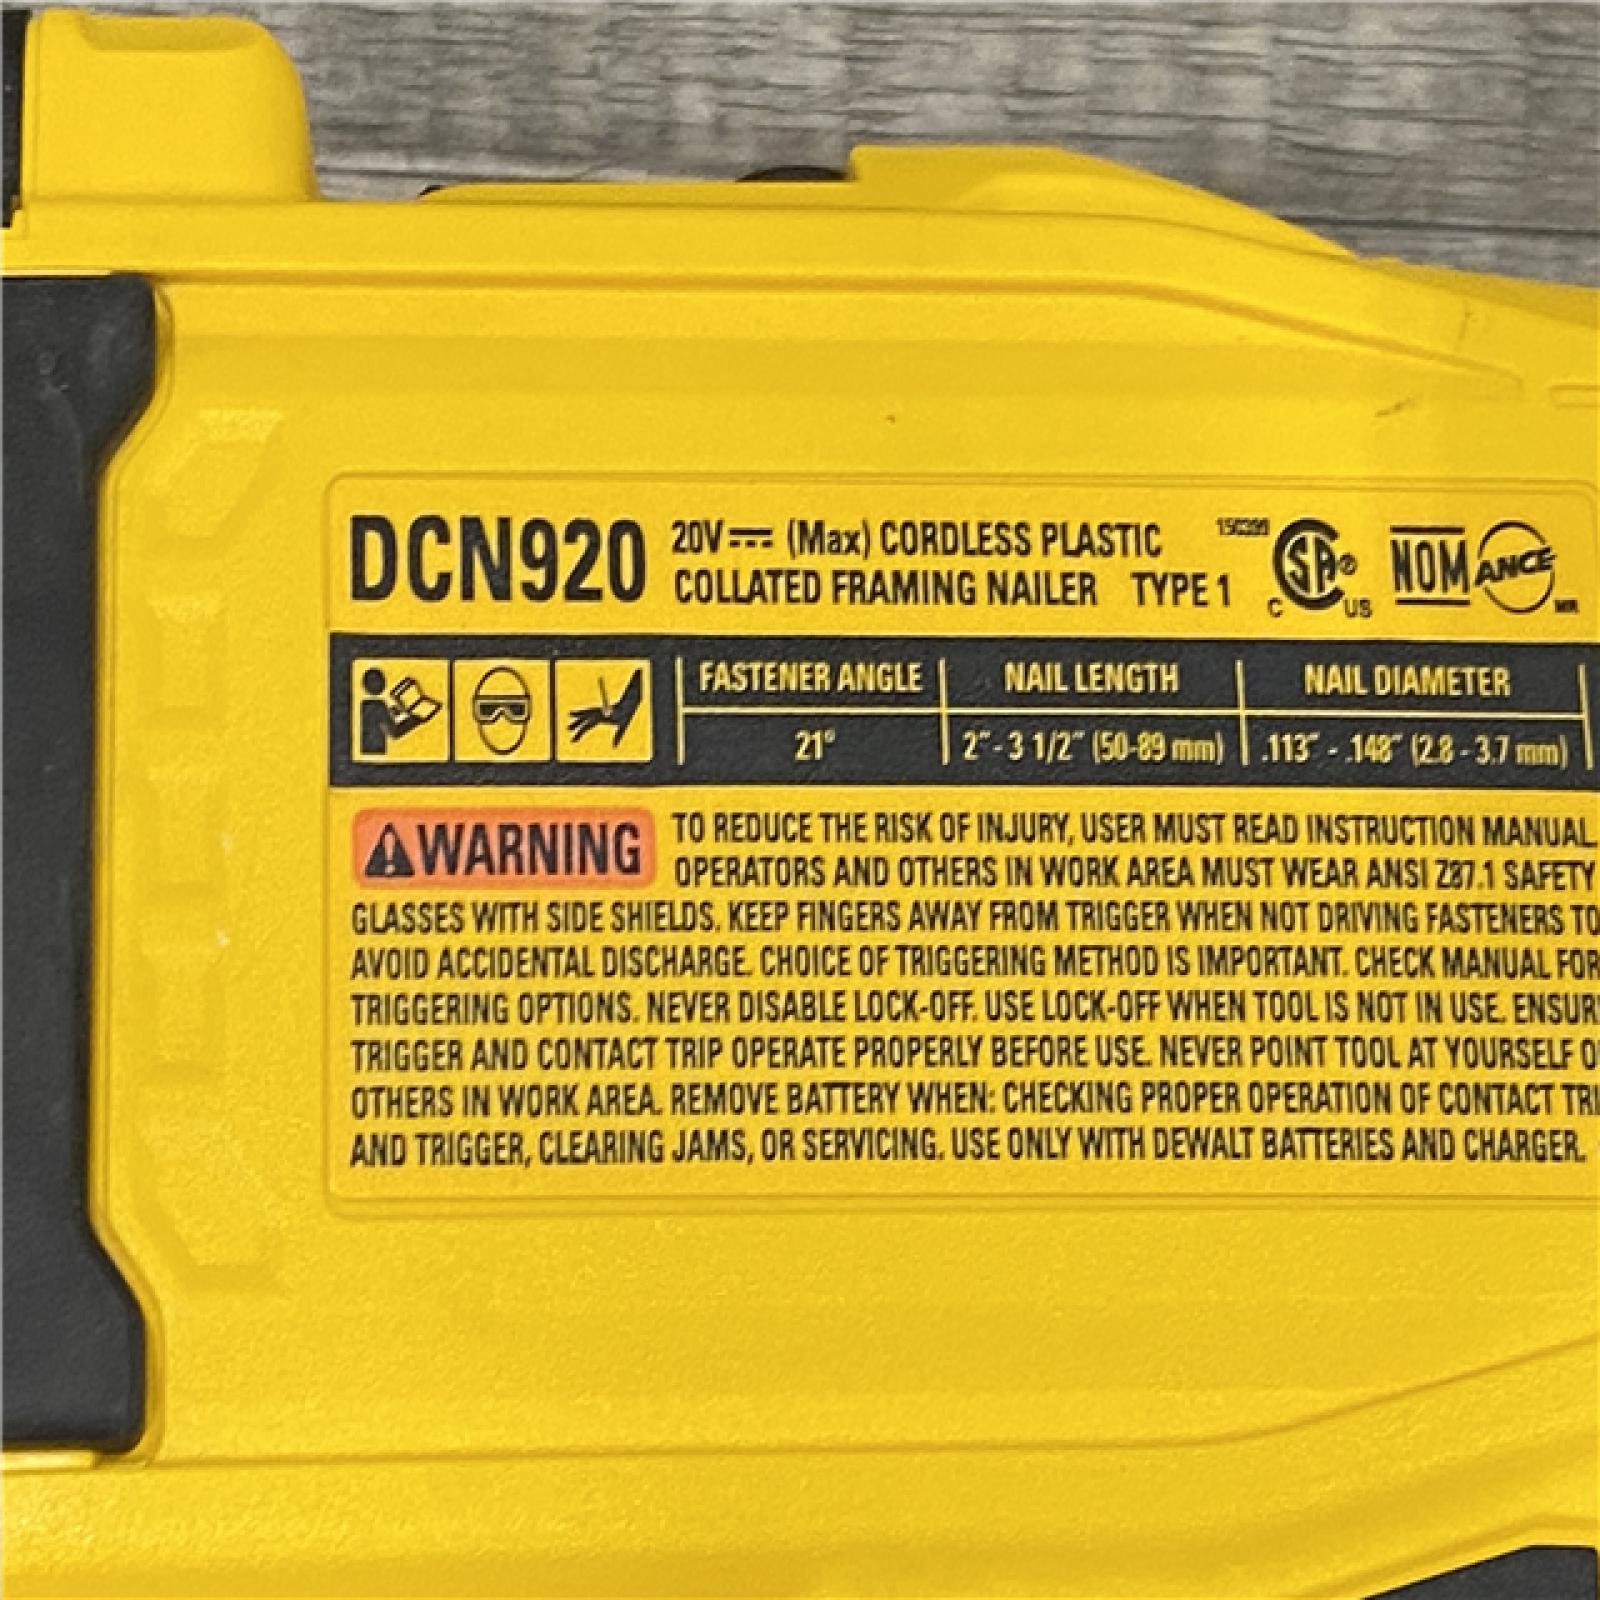 DCN920 20V (Max) CORDLESS PLASTIC
COLLATED FRAMING NAILER TYPE 1
CSA®
C US
NOM
ANCE
MR
FASTENER ANGLE NAIL LENGTH NAIL DIAMETER
21° 2"- 3 1/2" (50-89 mm) .113" - .148" (2.8 - 3.7 mm)
⚠WARNING TO REDUCE THE RISK OF INJURY, USER MUST READ INSTRUCTION MANUAL.
OPERATORS AND OTHERS IN WORK AREA MUST WEAR ANSI Z87.1 SAFETY
GLASSES WITH SIDE SHIELDS. KEEP FINGERS AWAY FROM TRIGGER WHEN NOT DRIVING FASTENERS TO
AVOID ACCIDENTAL DISCHARGE. CHOICE OF TRIGGERING METHOD IS IMPORTANT. CHECK MANUAL FOR
TRIGGERING OPTIONS. NEVER DISABLE LOCK-OFF. USE LOCK-OFF WHEN TOOL IS NOT IN USE. ENSUR
TRIGGER AND CONTACT TRIP OPERATE PROPERLY BEFORE USE. NEVER POINT TOOL AT YOURSELF O
OTHERS IN WORK AREA. REMOVE BATTERY WHEN: CHECKING PROPER OPERATION OF CONTACT TRI
AND TRIGGER, CLEARING JAMS, OR SERVICING. USE ONLY WITH DEWALT BATTERIES AND CHARGER.